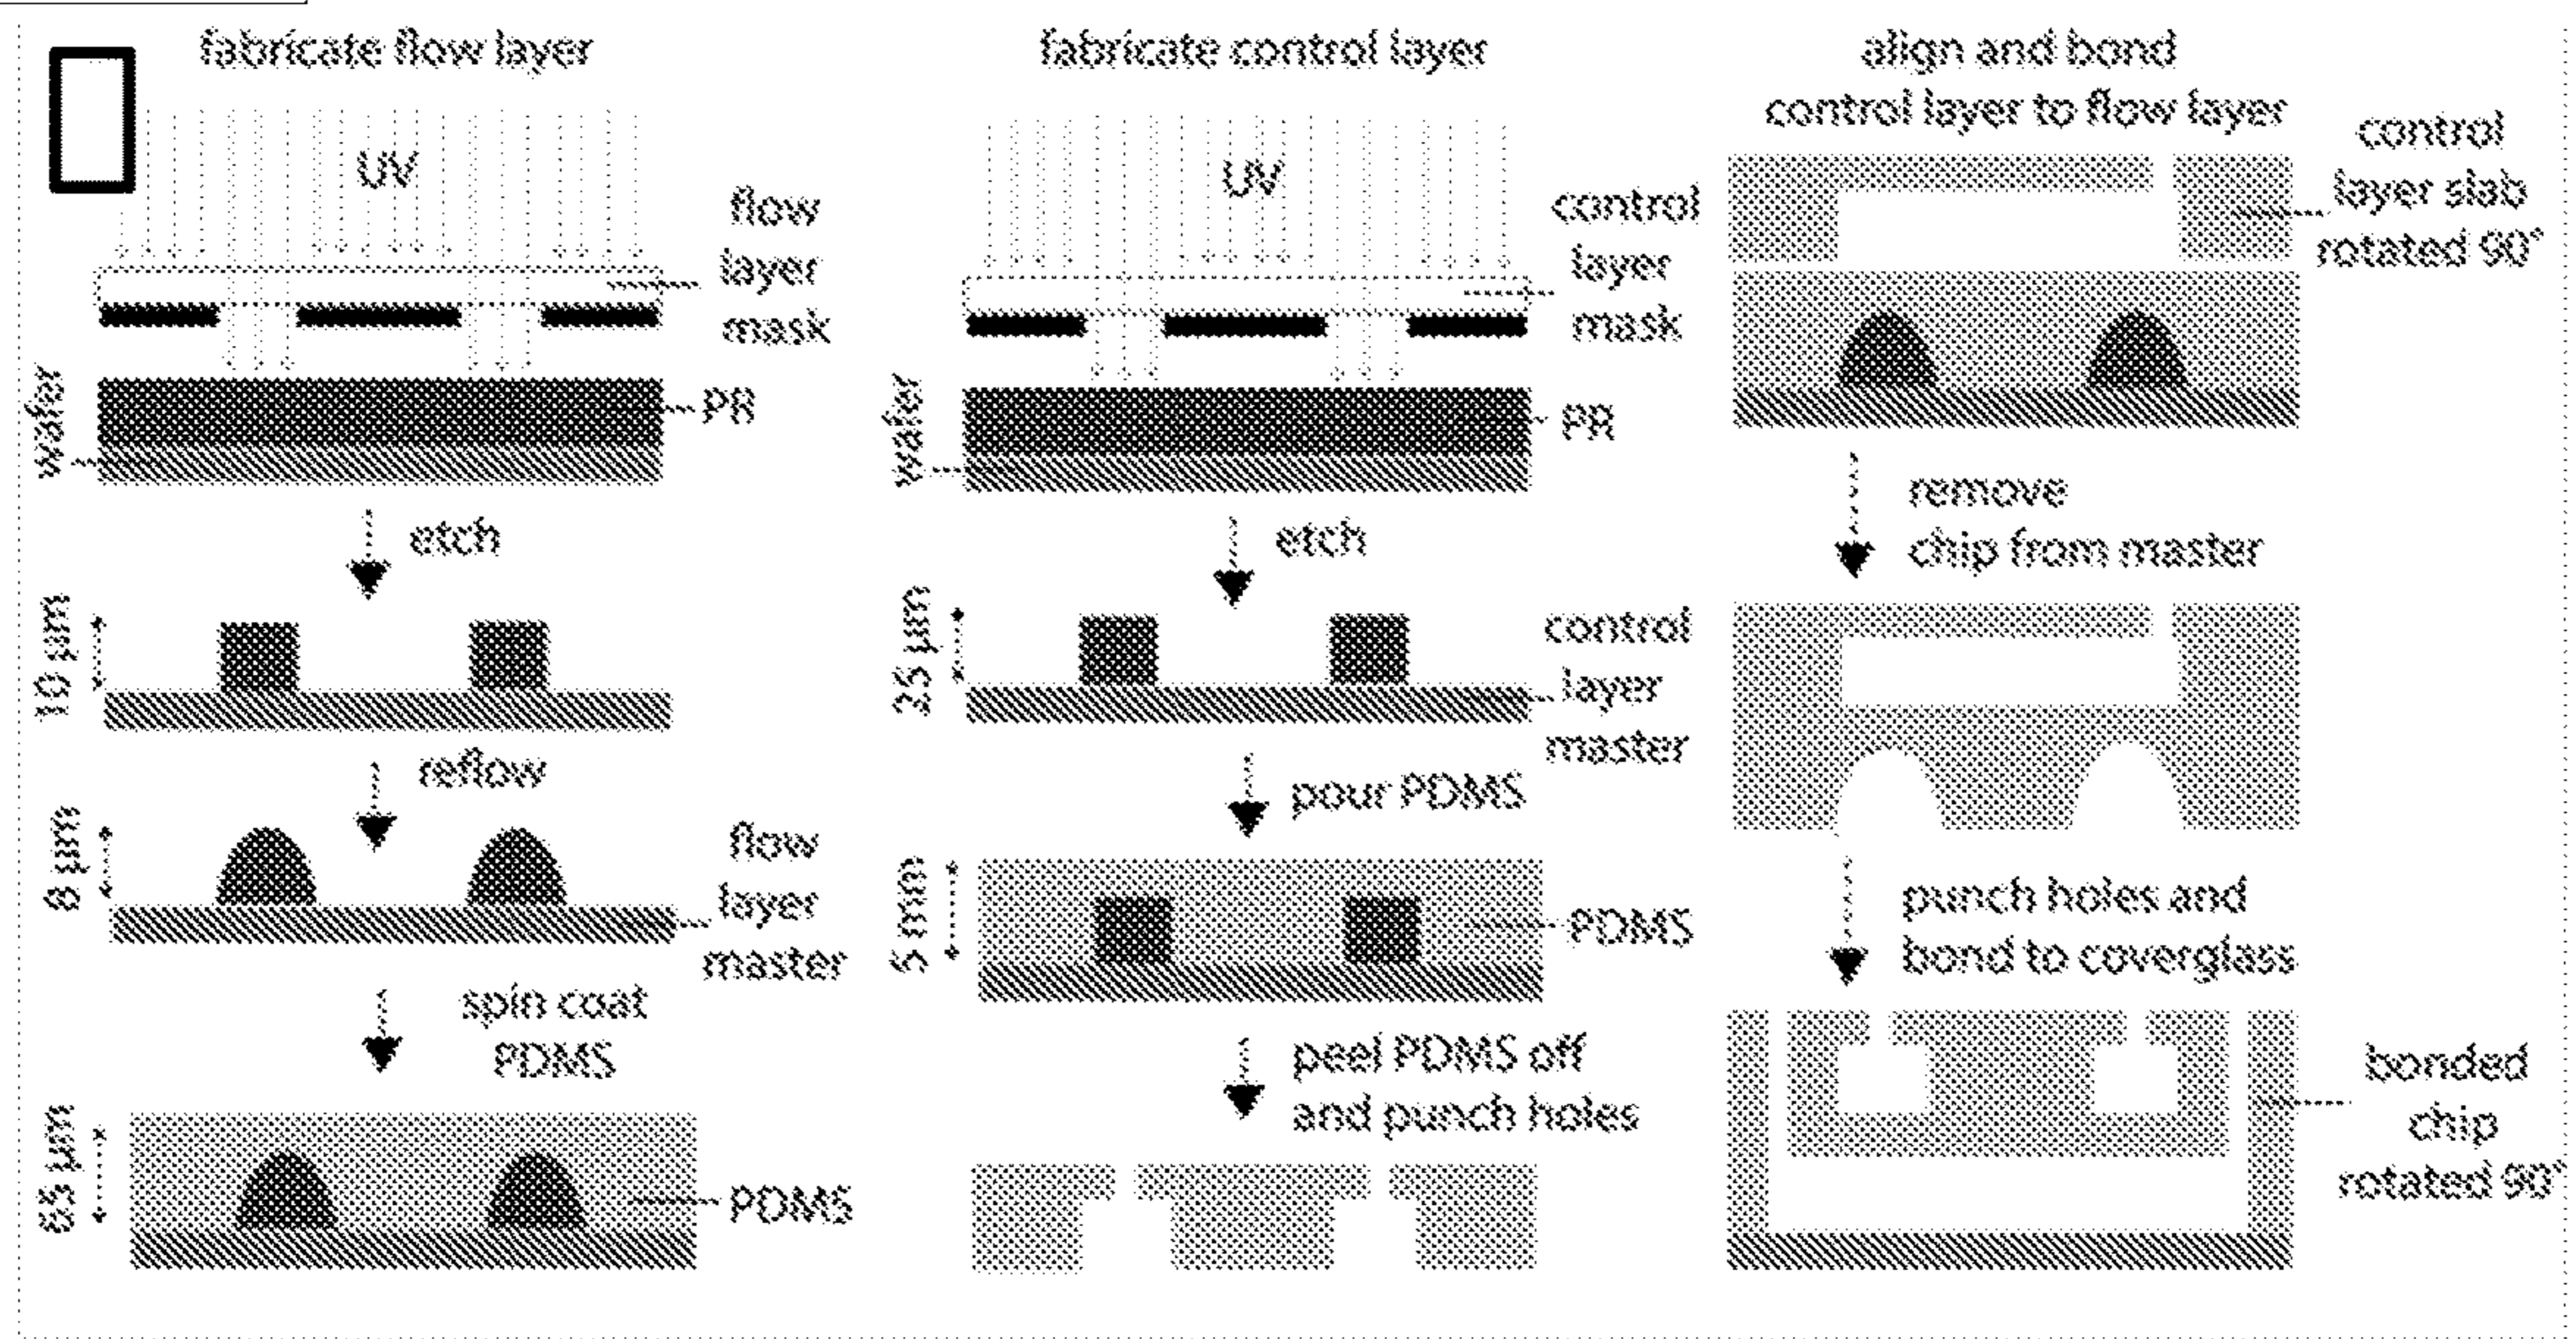 fabricate flow layer
UV
flow
layer
mask
wafer
PR
etch
10 μm
reflow
8 μm
flow
layer
master
spin coat
PDMS
PDMS
fabricate control layer
UV
control
layer
mask
wafer
PR
etch
25 μm
control
layer
master
pour PDMS
5 mm
PDMS
peel PDMS off
and punch holes
align and bond
control layer to flow layer
control
layer slab
rotated 90°
remove
chip from master
punch holes and
bond to coverglass
bonded
chip
rotated 90°